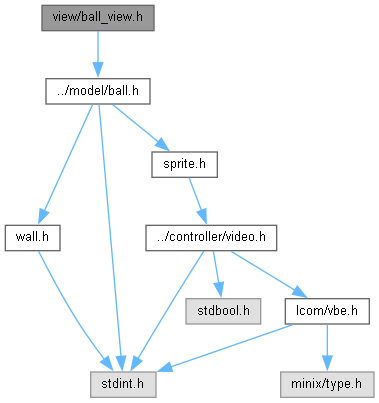 view/ball_view.h
../model/ball.h
sprite.h
wall.h
../controller/video.h
stdbool.h
lcom/vbe.h
stdint.h
minix/type.h